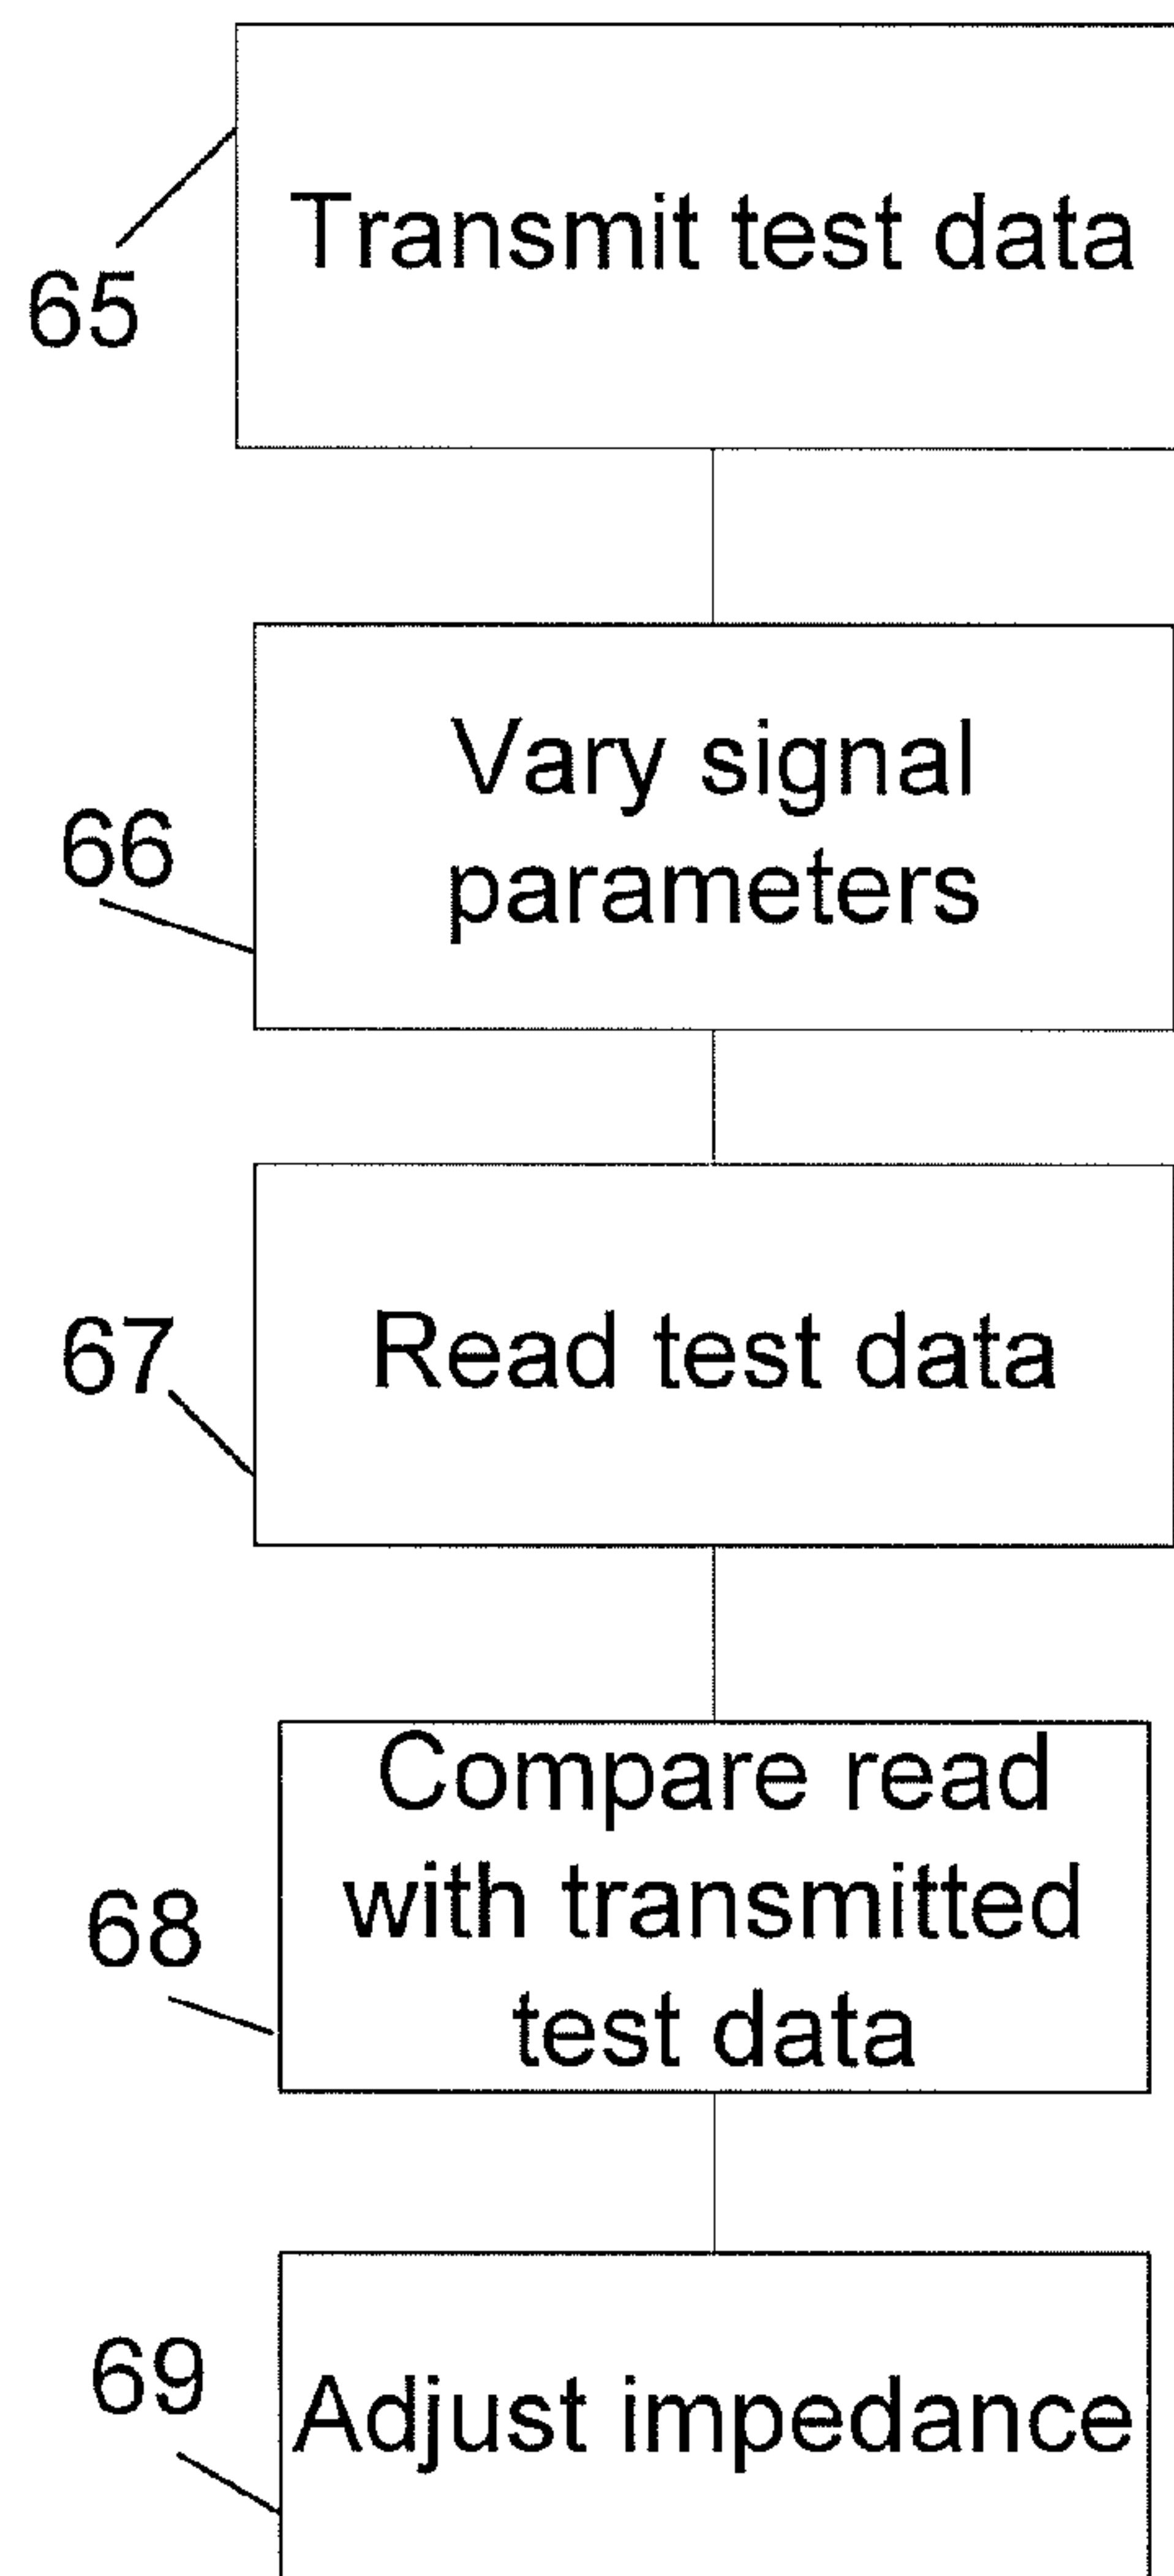 Transmit test data
65
Vary signal
parameters
66
Read test data
67
Compare read
with transmitted
test data
68
Adjust impedance
69